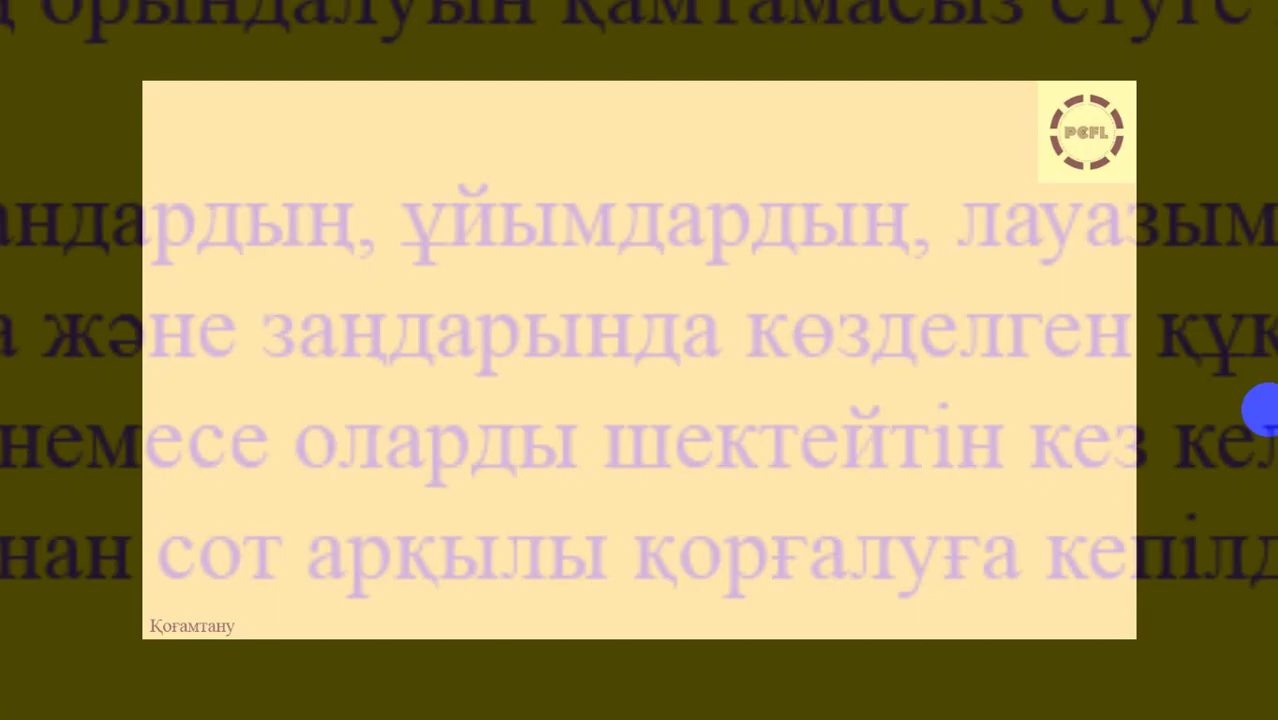 орындалуын қамтамасыз етуге
PCFL
андардың, ұйымдардың, лауазым
а және заңдарында көзделген құқ
немесе оларды шектейтін кез кел
нан сот арқылы қорғалуға кепілд
Қоғамтану